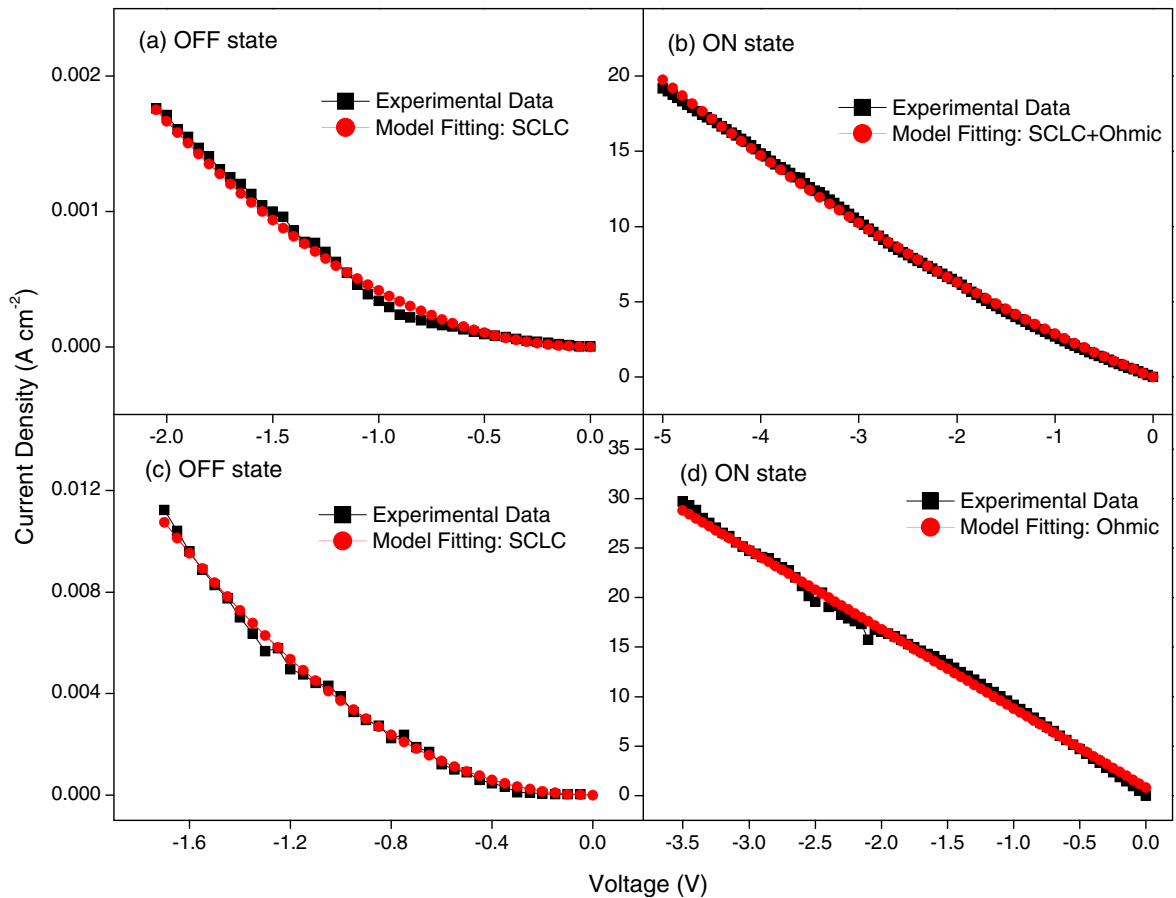 (a) OFF state
Experimental Data
Model Fitting: SCLC
0.002
0.001
0.000
-2.0 -1.5 -1.0 -0.5 0.0
(b) ON state
Experimental Data
Model Fitting: SCLC+Ohmic
20
15
10
5
0
-5 -4 -3 -2 -1 0
Current Density (A cm-2)
(c) OFF state
Experimental Data
Model Fitting: SCLC
0.012
0.008
0.004
0.000
-1.6 -1.2 -0.8 -0.4 0.0
(d) ON state
Experimental Data
Model Fitting: Ohmic
35
30
25
20
15
10
5
0
-3.5 -3.0 -2.5 -2.0 -1.5 -1.0 -0.5 0.0
Voltage (V)